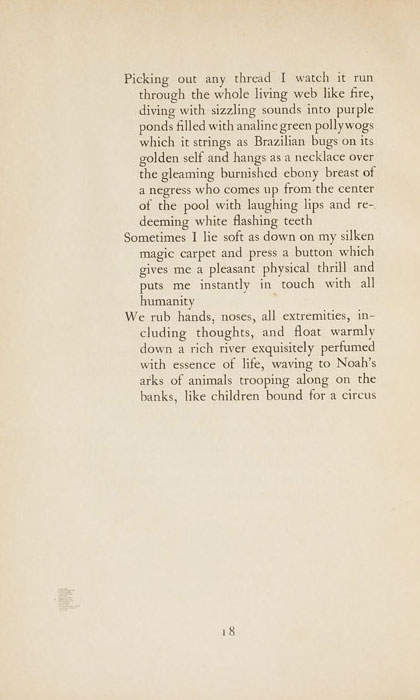 Picking out any thread I watch it run
through the whole living web like fire,
diving with sizzling sounds into purple
ponds filled with analine green pollywogs
which it strings as Brazilian bugs on its
golden self and hangs as a necklace over
the gleaming burnished ebony breast of
a negress who comes up from the center
of the pool with laughing lips and re-
deeming white flashing teeth
Sometimes I lie soft as down on my silken
magic carpet and press a button which
gives me a pleasant physical thrill and
puts me instantly in touch with all
humanity
We rub hands, noses, all extremities, in-
cluding thoughts, and float warmly
down a rich river exquisitely perfumed
with essence of life, waving to Noah's
arks of animals trooping along on the
banks, like children bound for a circus
18